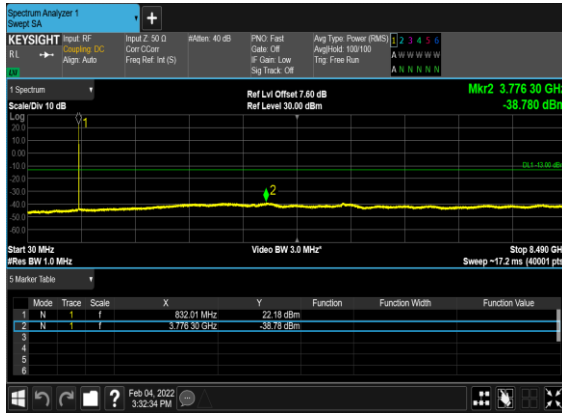 Spectrum Analyzer 1
Swept SA
+
KEYSIGHT Input: RF Input Z: 50 Ω #Atten: 40 dB PNO: Fast Avg Type: Power (RMS) 1 2 3 4 5 6
RL Coupling: DC Corr CCorr Gate: Off Avg|Hold: 100/100 A W W W W W
Align: Auto Freq Ref: Int (S) IF Gain: Low Trig: Free Run
LXI Sig Track: Off A N N N N N
1 Spectrum Ref Lvl Offset 7.60 dB Mkr2 3.776 30 GHz
Scale/Div 10 dB Ref Level 30.00 dBm -38.780 dBm
Log
20.0
10.0
0.00
-10.0
DL1 -13.00 dBm
-20.0
-30.0
-40.0
-50.0
-60.0
1
2
Start 30 MHz Video BW 3.0 MHz* Stop 8.490 GHz
#Res BW 1.0 MHz Sweep ~17.2 ms (40001 pts)
5 Marker Table
Mode Trace Scale X Y Function Function Width Function Value
1 N 1 f 832.01 MHz 22.18 dBm
2 N 1 f 3.776 30 GHz -38.78 dBm
3
4
5
6
? Feb 04, 2022
3:32:34 PM